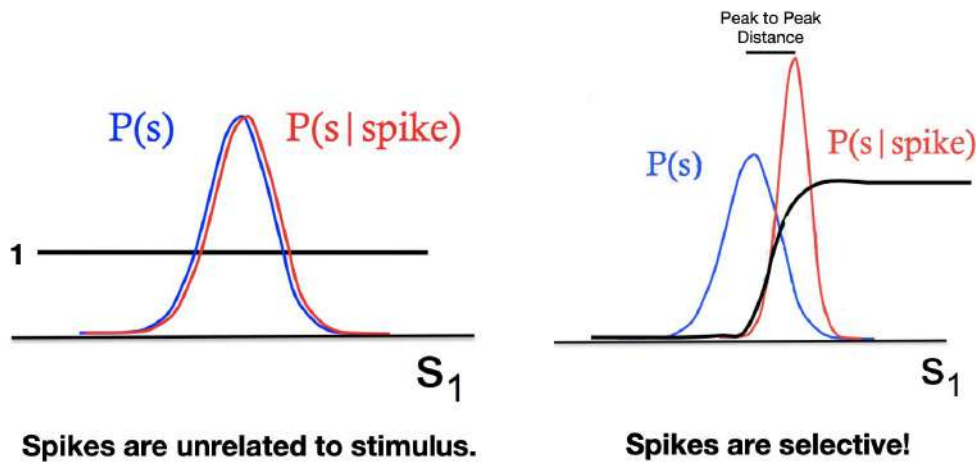 P(s)
P(s|spike)
1
S1
Spikes are unrelated to stimulus.
Peak to Peak
Distance
P(s)
P(s|spike)
S1
Spikes are selective!